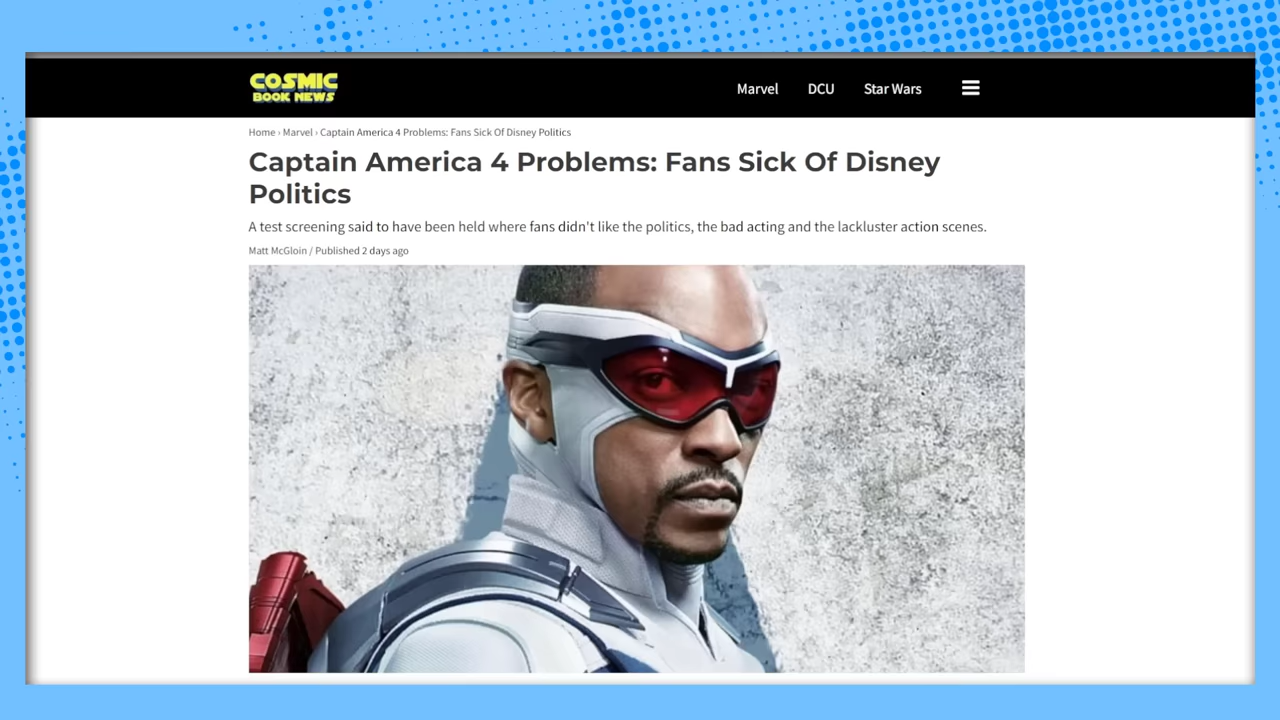 COSMIC
BOOK NEWS
Marvel DCU Star Wars
Home › Marvel › Captain America 4 Problems: Fans Sick Of Disney Politics
Captain America 4 Problems: Fans Sick Of Disney
Politics
A test screening said to have been held where fans didn't like the politics, the bad acting and the lackluster action scenes.
Matt McGloin / Published 2 days ago